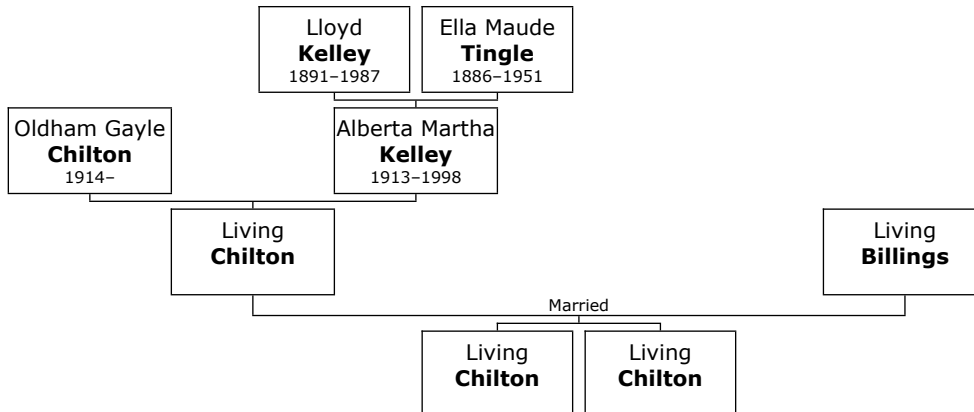 Lloyd
Kelley
1891–1987
Ella Maude
Tingle
1886–1951
Oldham Gayle
Chilton
1914–
Alberta Martha
Kelley
1913–1998
Living
Chilton
Living
Billings
Married
Living
Chilton
Living
Chilton